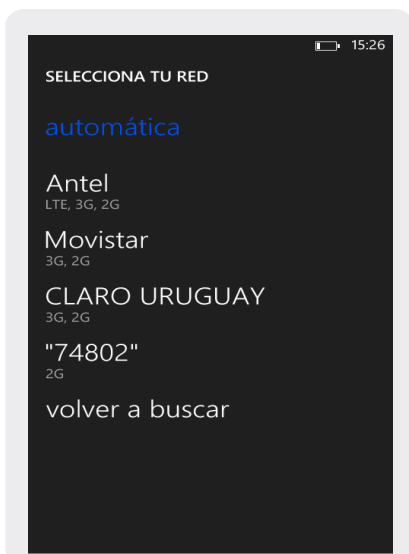 15:26
SELECCIONA TU RED
automática
Antel
LTE, 3G, 2G
Movistar
3G, 2G
CLARO URUGUAY
3G, 2G
"74802"
2G
volver a buscar